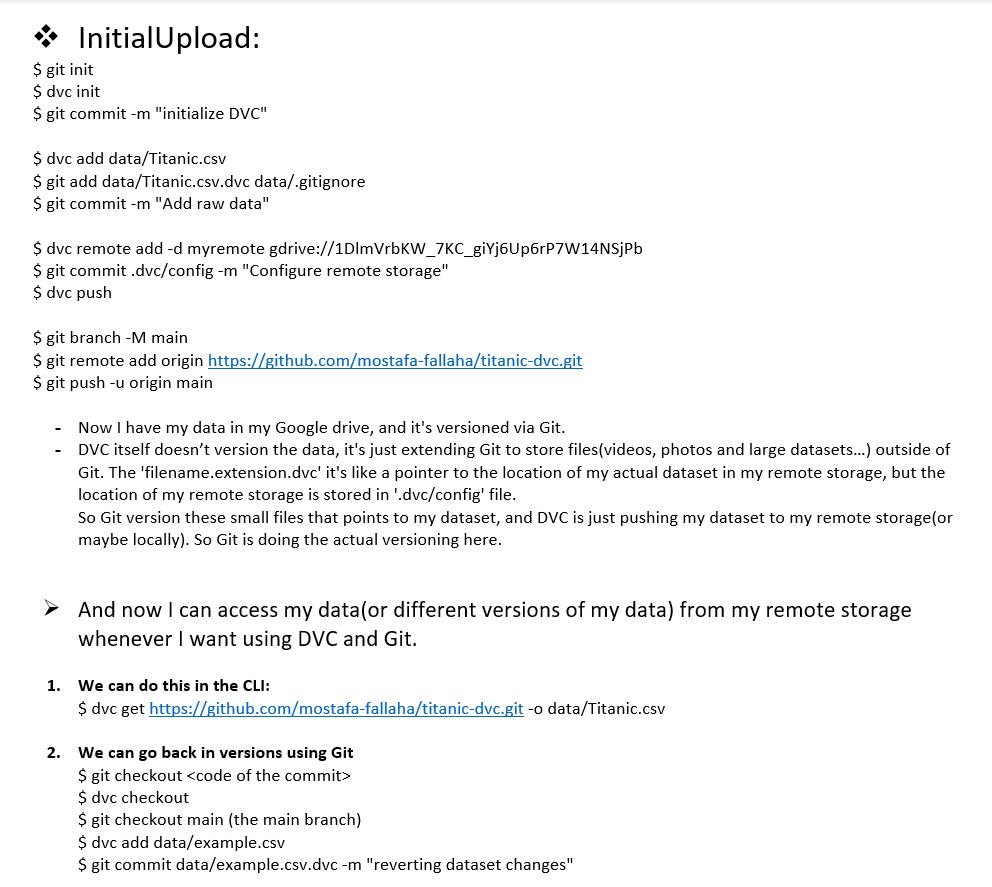 ❖ InitialUpload:
$ git init
$ dvc init
$ git commit -m "initialize DVC"
$ dvc add data/Titanic.csv
$ git add data/Titanic.csv.dvc data/.gitignore
$ git commit -m "Add raw data"
$ dvc remote add -d myremote gdrive://1DlmVrbKW_7KC_giYj6Up6rP7W14NSjPb
$ git commit .dvc/config -m "Configure remote storage"
$ dvc push
$ git branch -M main
$ git remote add origin https://github.com/mostafa-fallaha/titanic-dvc.git
$ git push -u origin main
- Now I have my data in my Google drive, and it's versioned via Git.
- DVC itself doesn’t version the data, it's just extending Git to store files(videos, photos and large datasets…) outside of
Git. The 'filename.extension.dvc' it's like a pointer to the location of my actual dataset in my remote storage, but the
location of my remote storage is stored in '.dvc/config' file.
So Git version these small files that points to my dataset, and DVC is just pushing my dataset to my remote storage(or
maybe locally). So Git is doing the actual versioning here.
➢ And now I can access my data(or different versions of my data) from my remote storage
whenever I want using DVC and Git.
1. We can do this in the CLI:
$ dvc get https://github.com/mostafa-fallaha/titanic-dvc.git -o data/Titanic.csv
2. We can go back in versions using Git
$ git checkout <code of the commit>
$ dvc checkout
$ git checkout main (the main branch)
$ dvc add data/example.csv
$ git commit data/example.csv.dvc -m "reverting dataset changes"